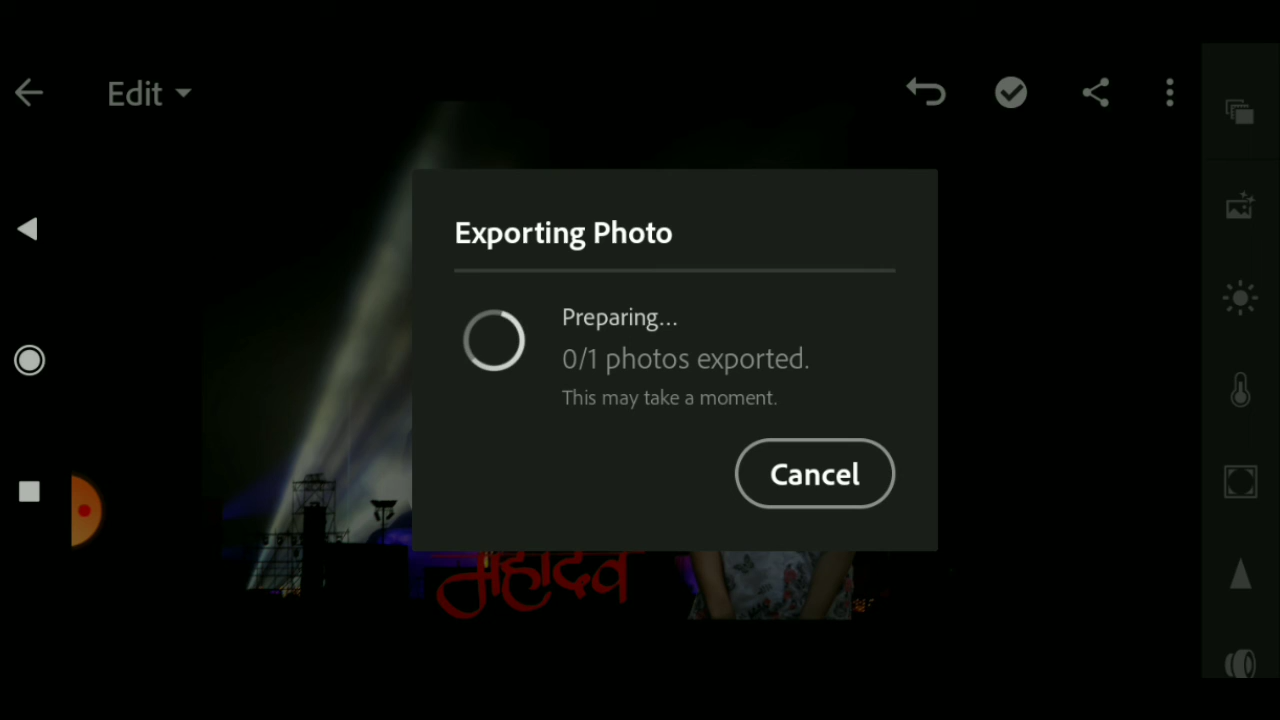 Edit
Exporting Photo
Preparing...
0/1 photos exported.
This may take a moment.
Cancel
महादेव